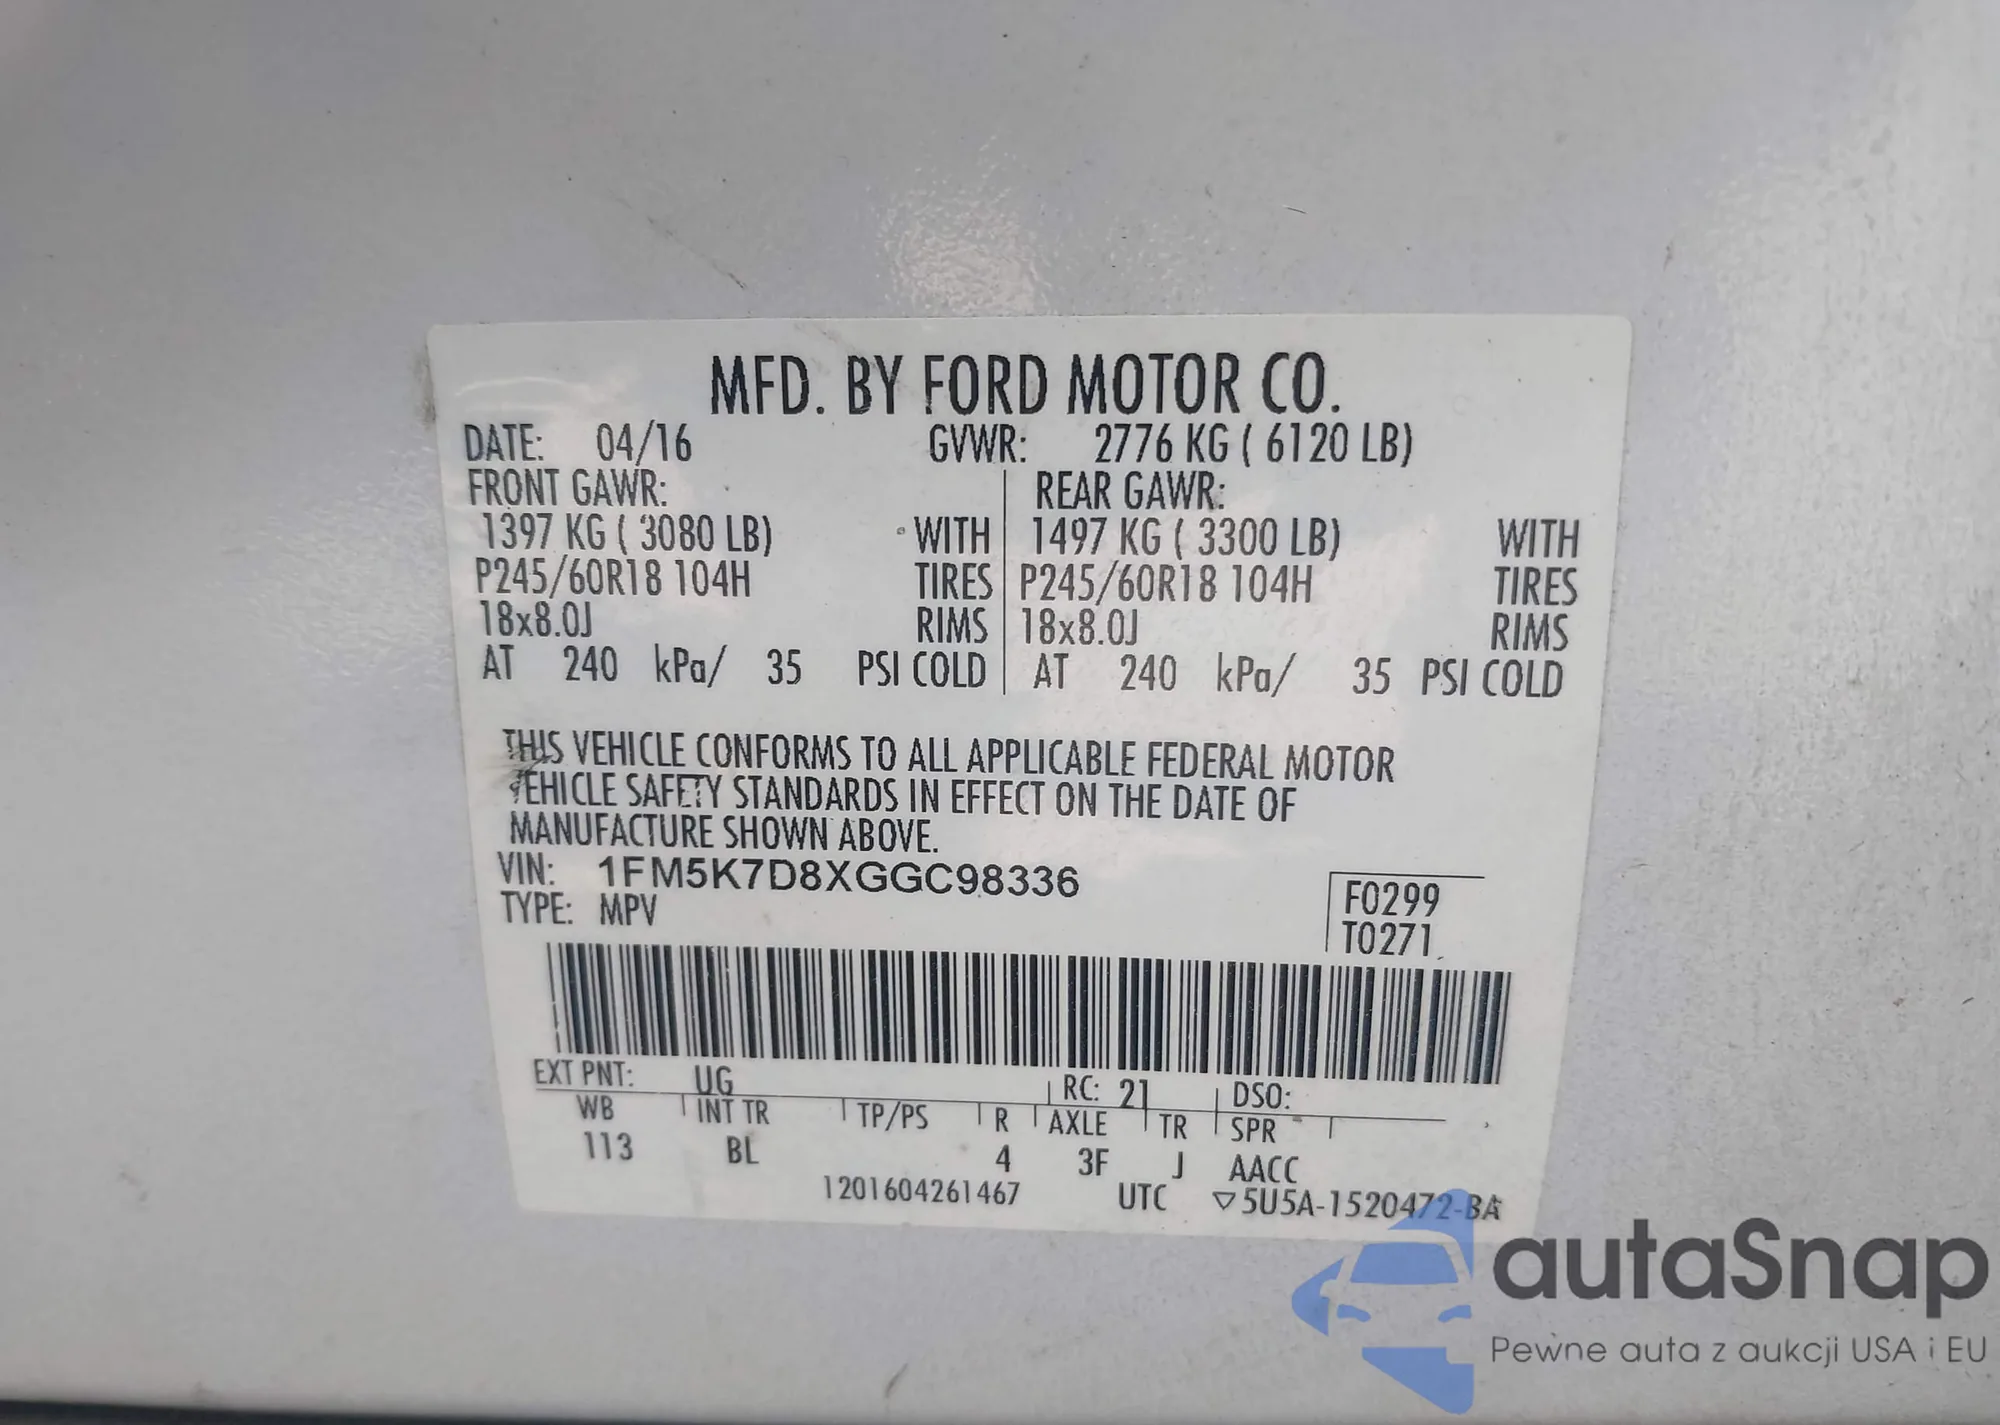 MFD. BY FORD MOTOR CO.
DATE: 04/16 GVWR: 2776 KG ( 6120 LB)
FRONT GAWR: REAR GAWR:
1397 KG ( 3080 LB) WITH 1497 KG ( 3300 LB) WITH
P245/60R18 104H TIRES P245/60R18 104H TIRES
18x8.0J RIMS 18x8.0J RIMS
AT 240 kPa/ 35 PSI COLD AT 240 kPa/ 35 PSI COLD
THIS VEHICLE CONFORMS TO ALL APPLICABLE FEDERAL MOTOR
VEHICLE SAFETY STANDARDS IN EFFECT ON THE DATE OF
MANUFACTURE SHOWN ABOVE.
VIN: 1FM5K7D8XGGC98336
TYPE: MPV
F0299
T0271
EXT PNT: UG RC: 21 DSO:
WB INT TR TP/PS R AXLE TR SPR
113 BL 4 3F J AACC
1201604261467 UTC ▽5U5A-1520472-BA
autaSnap
Pewne auta z aukcji USA i EU